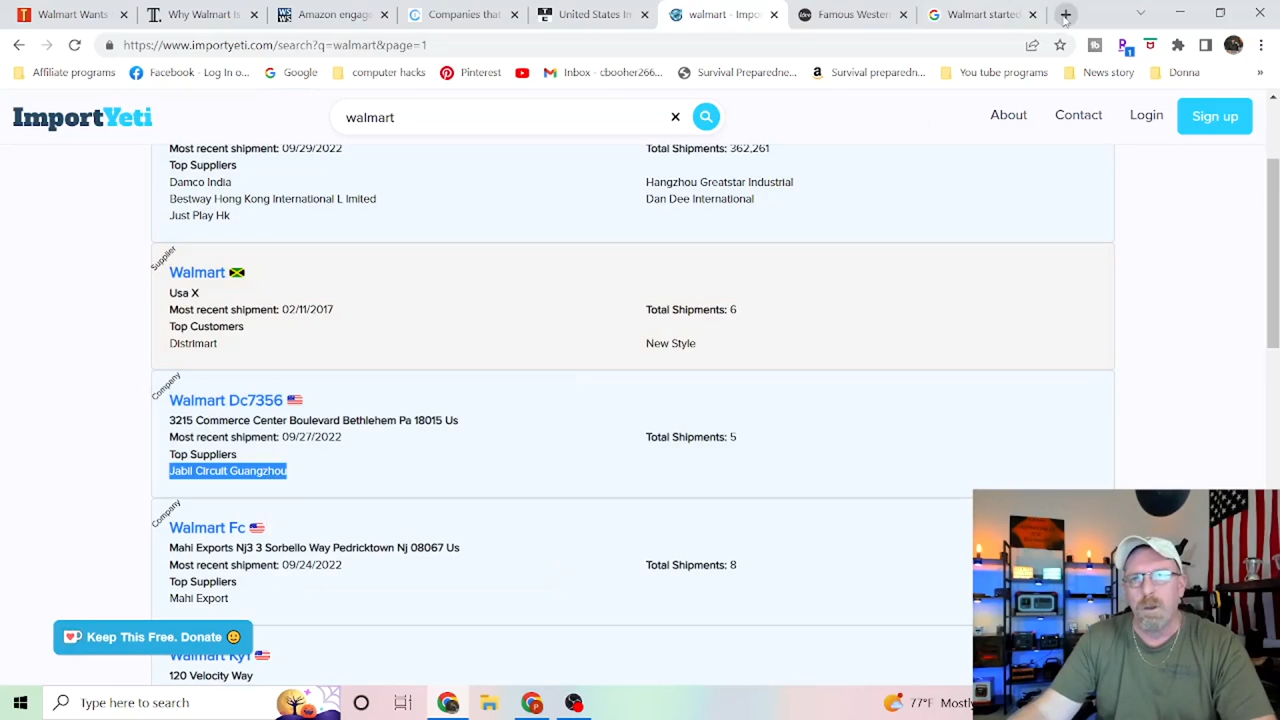 Walmart Wants
Why Walmart Is
Amazon engage
Companies that
United States In
walmart - Impo
Famous Wester
Walmart started
https://www.importyeti.com/search?q=walmart&page=1
Affiliate programs
Facebook - Log In o...
Google
computer hacks
Pinterest
Inbox - cbooher266...
Survival Preparedne...
Survival preparedn...
You tube programs
News story
Donna
»
ImportYeti
walmart
About
Contact
Login
Sign up
Most recent shipment: 09/29/2022
Total Shipments: 362,261
Top Suppliers
Damco India
Hangzhou Greatstar Industrial
Bestway Hong Kong International L Imited
Dan Dee International
Just Play Hk
Supplier
Walmart
Usa X
Most recent shipment: 02/11/2017
Total Shipments: 6
Top Customers
Distrimart
New Style
Company
Walmart Dc7356
3215 Commerce Center Boulevard Bethlehem Pa 18015 Us
Most recent shipment: 09/27/2022
Total Shipments: 5
Top Suppliers
Jabil Circuit Guangzhou
Company
Walmart Fc
Mahi Exports Nj3 3 Sorbello Way Pedricktown Nj 08067 Us
Most recent shipment: 09/24/2022
Total Shipments: 8
Top Suppliers
Mahi Export
Keep This Free. Donate
Walmart Ky1
120 Velocity Way
Type here to search
77°F Mostly